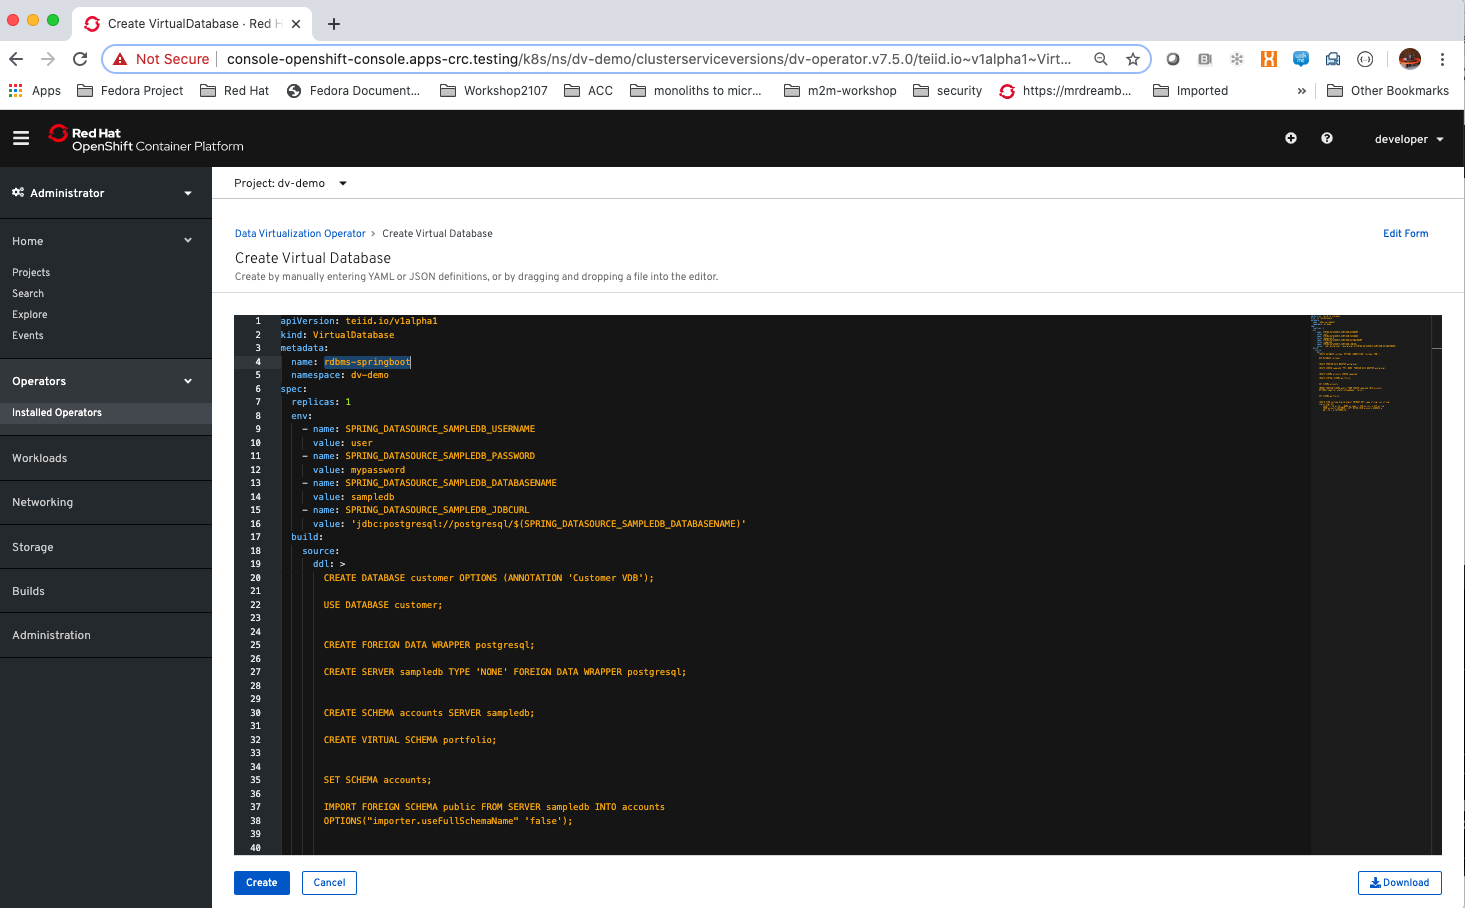 Create VirtualDatabase · Red H
Not Secure
console-openshift-console.apps-crc.testing/k8s/ns/dv-demo/clusterserviceversions/dv-operator.v7.5.0/teiid.io~v1alpha1~Virt...
Apps
Fedora Project
Red Hat
Fedora Document...
Workshop2107
ACC
monoliths to micr...
m2m-workshop
security
https://mrdreamb...
Imported
»
Other Bookmarks
Red Hat
OpenShift Container Platform
developer
Administrator
Home
Projects
Search
Explore
Events
Operators
Installed Operators
Workloads
Networking
Storage
Builds
Administration
Project: dv-demo
Data Virtualization Operator > Create Virtual Database
Edit Form
Create Virtual Database
Create by manually entering YAML or JSON definitions, or by dragging and dropping a file into the editor.
1 apiVersion: teiid.io/v1alpha1
2 kind: VirtualDatabase
3 metadata:
4 name: rdbms-springboot
5 namespace: dv-demo
6 spec:
7 replicas: 1
8 env:
9 - name: SPRING_DATASOURCE_SAMPLEDB_USERNAME
10 value: user
11 - name: SPRING_DATASOURCE_SAMPLEDB_PASSWORD
12 value: mypassword
13 - name: SPRING_DATASOURCE_SAMPLEDB_DATABASENAME
14 value: sampledb
15 - name: SPRING_DATASOURCE_SAMPLEDB_JDBCURL
16 value: 'jdbc:postgresql://postgresql/$(SPRING_DATASOURCE_SAMPLEDB_DATABASENAME)'
17 build:
18 source:
19 ddl: >
20 CREATE DATABASE customer OPTIONS (ANNOTATION 'Customer VDB');
21
22 USE DATABASE customer;
23
24
25 CREATE FOREIGN DATA WRAPPER postgresql;
26
27 CREATE SERVER sampledb TYPE 'NONE' FOREIGN DATA WRAPPER postgresql;
28
29
30 CREATE SCHEMA accounts SERVER sampledb;
31
32 CREATE VIRTUAL SCHEMA portfolio;
33
34
35 SET SCHEMA accounts;
36
37 IMPORT FOREIGN SCHEMA public FROM SERVER sampledb INTO accounts
38 OPTIONS("importer.useFullSchemaName" 'false');
39
40
Create
Cancel
Download